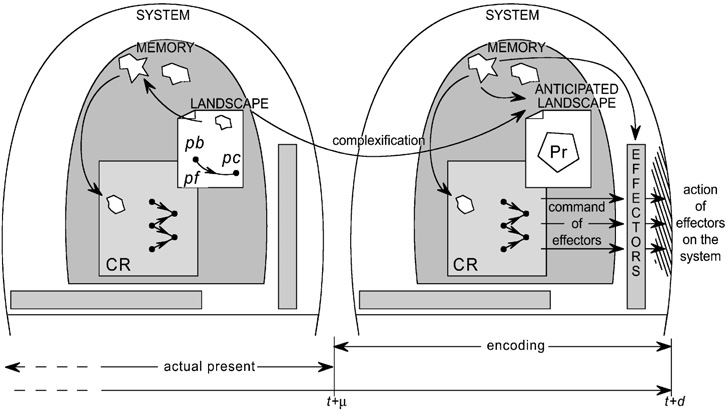 SYSTEM
MEMORY
LANDSCAPE
pb
pc
pf
CR
complexification
SYSTEM
MEMORY
ANTICIPATED
LANDSCAPE
Pr
command
of
effectors
CR
EFFECTORS
action
of
effectors
on the
system
actual present
encoding
t+μ
t+d